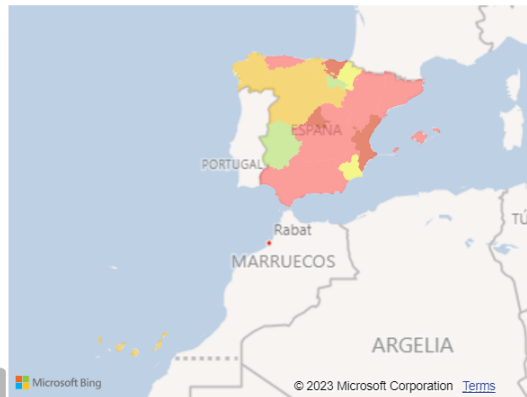 ESPAÑA
PORTUGAL
TÚ
Rabat
MARRUECOS
ARGELIA
Microsoft Bing
© 2023 Microsoft Corporation Terms